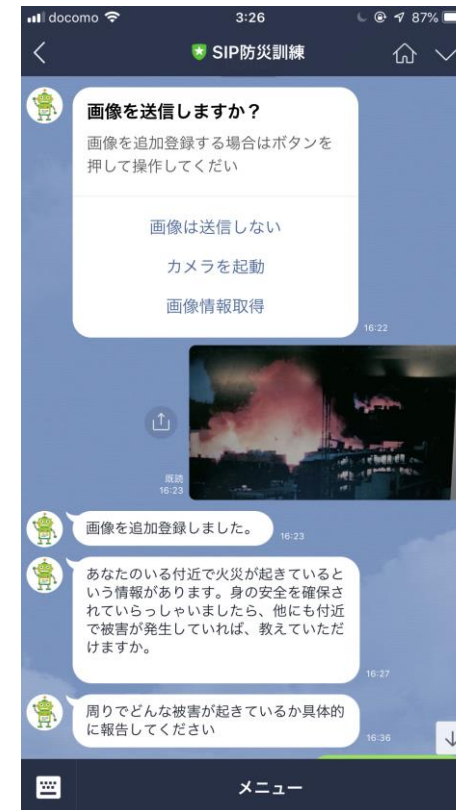 docomo 3:26 87%
SIP防災訓練
画像を送信しますか？
画像を追加登録する場合はボタンを
押して操作してくだい
画像は送信しない
カメラを起動
画像情報取得
16:22
既読
16:23
画像を追加登録しました。
16:23
あなたのいる付近で火災が起きていると
いう情報があります。身の安全を確保さ
れていらっしゃいましたら、他にも付近
で被害が発生していれば、教えていただ
けますか。
16:27
周りでどんな被害が起きているか具体的
に報告してください
16:36
メニュー